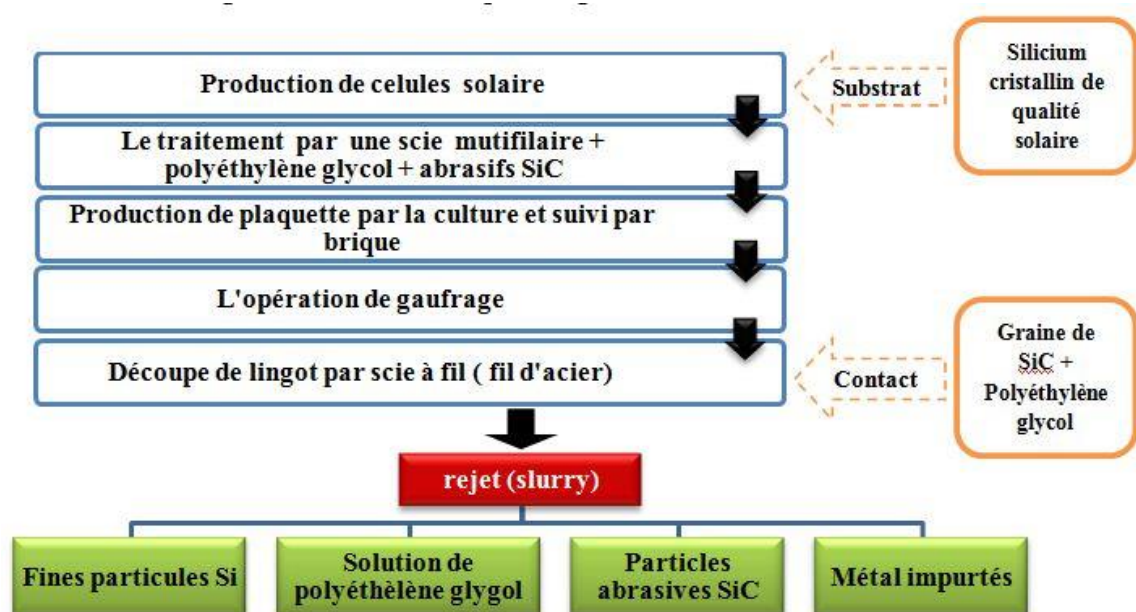 Production de celules solaire
Substrat
Silicium
cristallin de
qualité
solaire
Le traitement par une scie mutifilaire +
polyéthylène glycol + abrasifs SiC
Production de plaquette par la culture et suivi par
brique
L'opération de gaufrage
Découpe de lingot par scie à fil ( fil d'acier)
Contact
Graine de
SiC +
Polyéthylène
glycol
rejet (slurry)
Fines particules Si
Solution de
polyéthèlène glygol
Particles
abrasives SiC
Métal impurtés